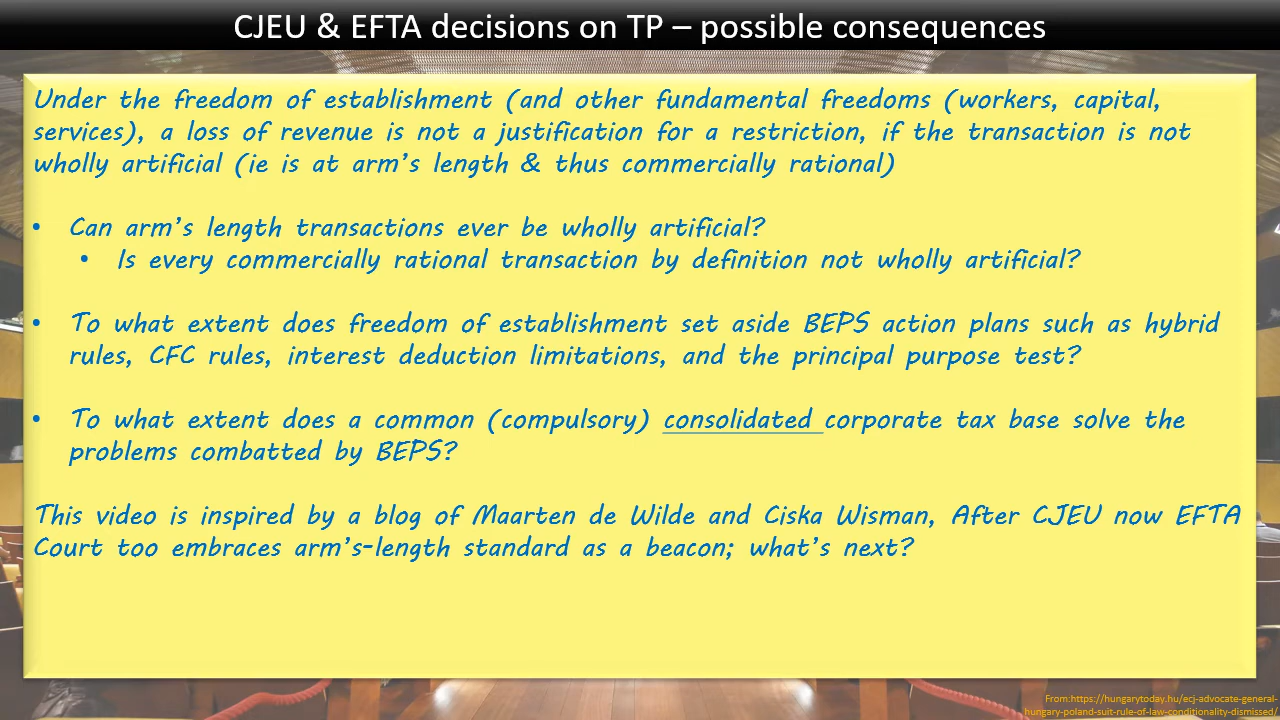 CJEU & EFTA decisions on TP – possible consequences
Under the freedom of establishment (and other fundamental freedoms (workers, capital,
services), a loss of revenue is not a justification for a restriction, if the transaction is not
wholly artificial (ie is at arm's length & thus commercially rational)
• Can arm's length transactions ever be wholly artificial?
• Is every commercially rational transaction by definition not wholly artificial?
• To what extent does freedom of establishment set aside BEPS action plans such as hybrid
rules, CFC rules, interest deduction limitations, and the principal purpose test?
• To what extent does a common (compulsory) consolidated corporate tax base solve the
problems combatted by BEPS?
This video is inspired by a blog of Maarten de Wilde and Ciska Wisman, After CJEU now EFTA
Court too embraces arm's-length standard as a beacon; what's next?
From:https://hungarytoday.hu/ecj-advocate-general-
hungary-poland-suit-rule-of-law-conditionality-dismissed/